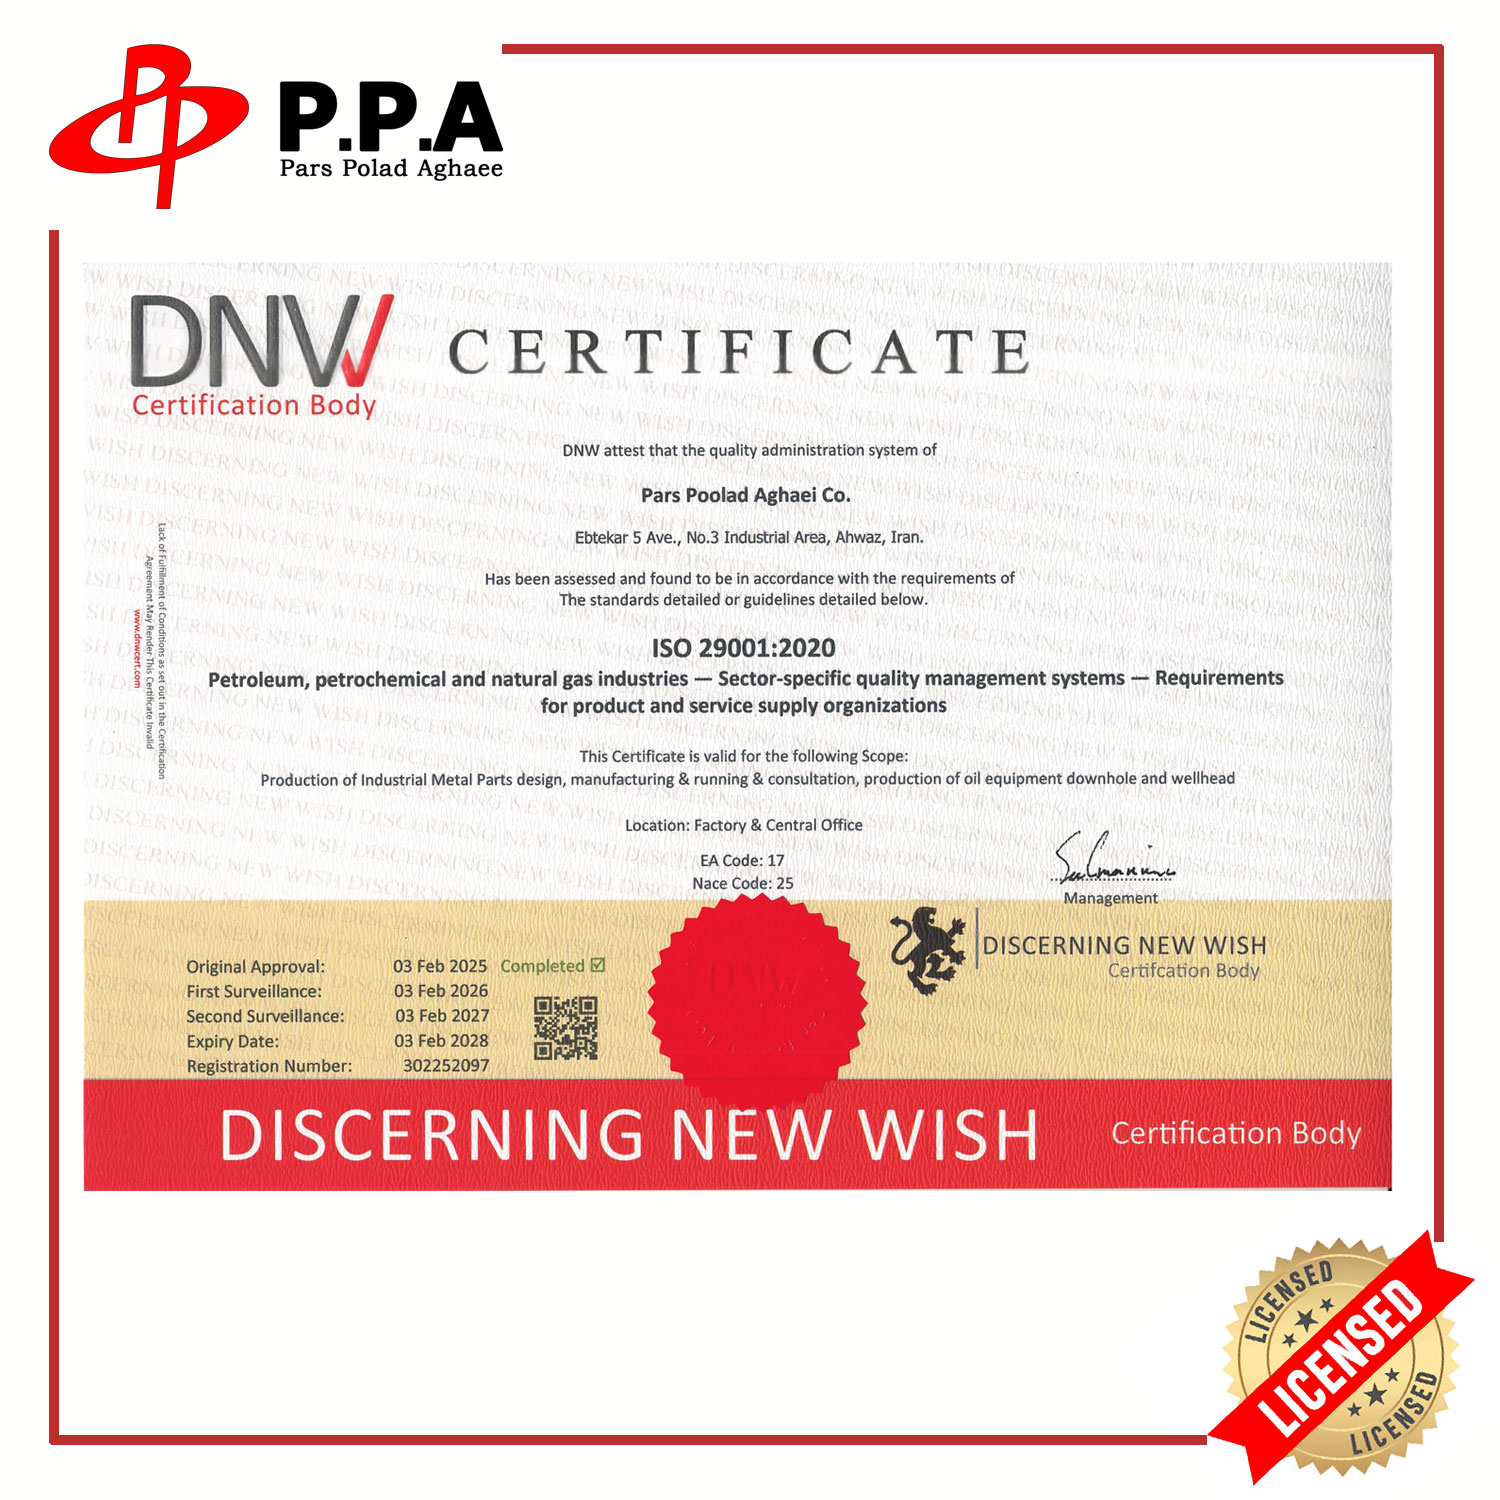 P.P.A
Pars Polad Aghaee
DNW
Certification Body
CERTIFICATE
DNW attest that the quality administration system of
Pars Poolad Aghaei Co.
Ebtekar 5 Ave., No.3 Industrial Area, Ahwaz, Iran.
Has been assessed and found to be in accordance with the requirements of
The standards detailed or guidelines detailed below.
ISO 29001:2020
Petroleum, petrochemical and natural gas industries — Sector-specific quality management systems — Requirements
for product and service supply organizations
This Certificate is valid for the following Scope:
Production of Industrial Metal Parts design, manufacturing & running & consultation, production of oil equipment downhole and wellhead
Location: Factory & Central Office
EA Code: 17
Nace Code: 25
Management
Lack of Fulfillment of Conditions as set out in the Certification
Agreement May Render This Certificate Invalid
www.dnwcert.com
DISCERNING NEW WISH
Certifcation Body
Original Approval: 03 Feb 2025 Completed ☑
First Surveillance: 03 Feb 2026
Second Surveillance: 03 Feb 2027
Expiry Date: 03 Feb 2028
Registration Number: 302252097
DNW
DISCERNING NEW WISH Certification Body
LICENSED
LICENSED
LICENSED